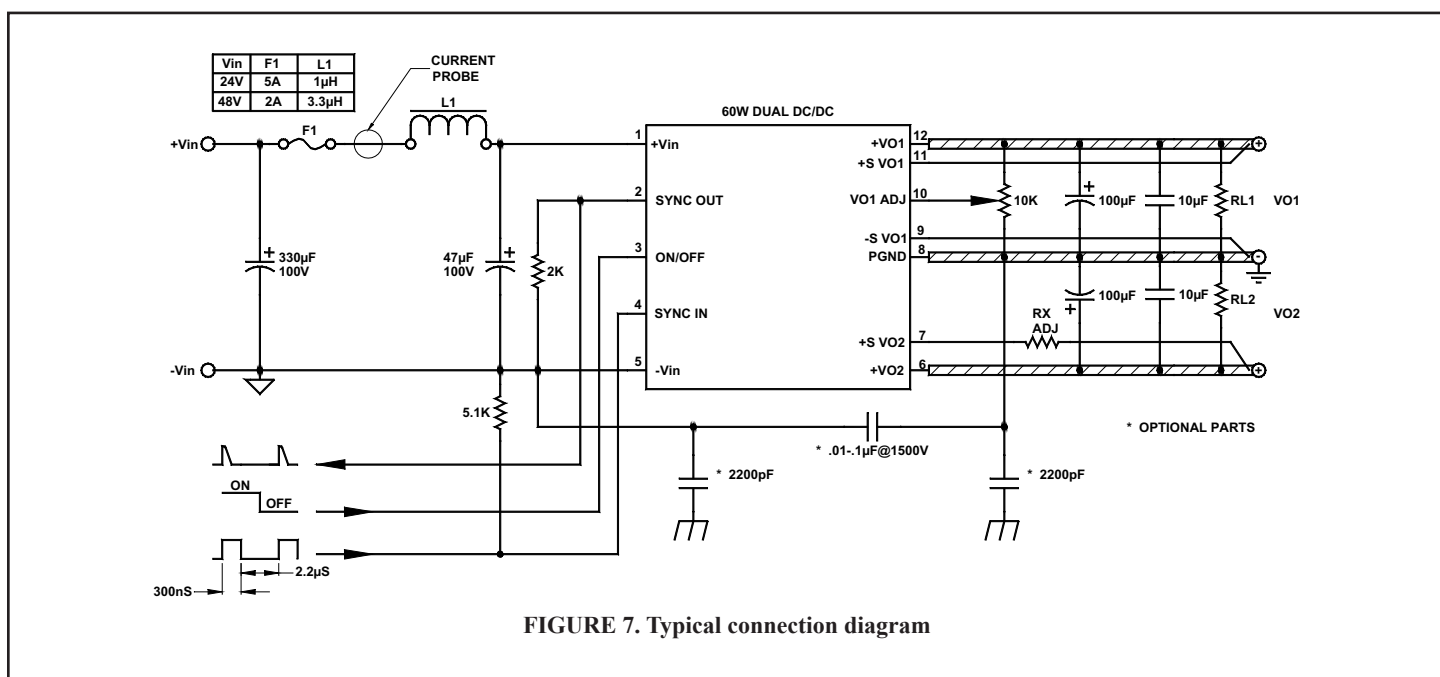 Vin F1 L1
24V 5A 1µH
48V 2A 3.3µH
CURRENT
PROBE
L1
F1
+Vin
60W DUAL DC/DC
1
+Vin
2
SYNC OUT
3
ON/OFF
4
SYNC IN
5
-Vin
12
+VO1
11
+S VO1
10
VO1 ADJ
9
-S VO1
8
PGND
7
+S VO2
6
+VO2
+
330µF
100V
+
47µF
100V
2K
10K
+
100µF
10µF
RL1
VO1
+
-
100µF
+
10µF
RL2
VO2
RX
ADJ
+
-Vin
5.1K
* .01-.1µF@1500V
* OPTIONAL PARTS
* 2200pF
* 2200pF
ON
OFF
2.2µS
300nS
FIGURE 7. Typical connection diagram